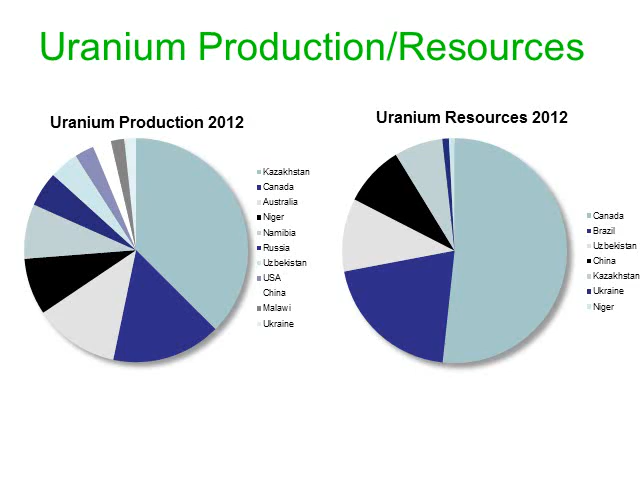 Uranium Production/Resources
Uranium Production 2012
Kazakhstan
Canada
Australia
Niger
Namibia
Russia
Uzbekistan
USA
China
Malawi
Ukraine
Uranium Resources 2012
Canada
Brazil
Uzbekistan
China
Kazakhstan
Ukraine
Niger